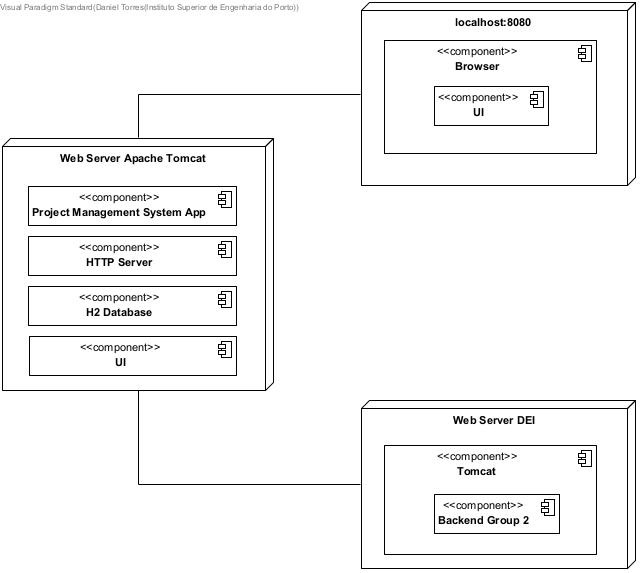 Visual Paradigm Standard(Daniel Torres(Instituto Superior de Engenharia do Porto))
localhost:8080
<<component>>
Browser
<<component>>
UI
Web Server Apache Tomcat
<<component>>
Project Management System App
<<component>>
HTTP Server
<<component>>
H2 Database
<<component>>
UI
Web Server DEI
<<component>>
Tomcat
<<component>>
Backend Group 2